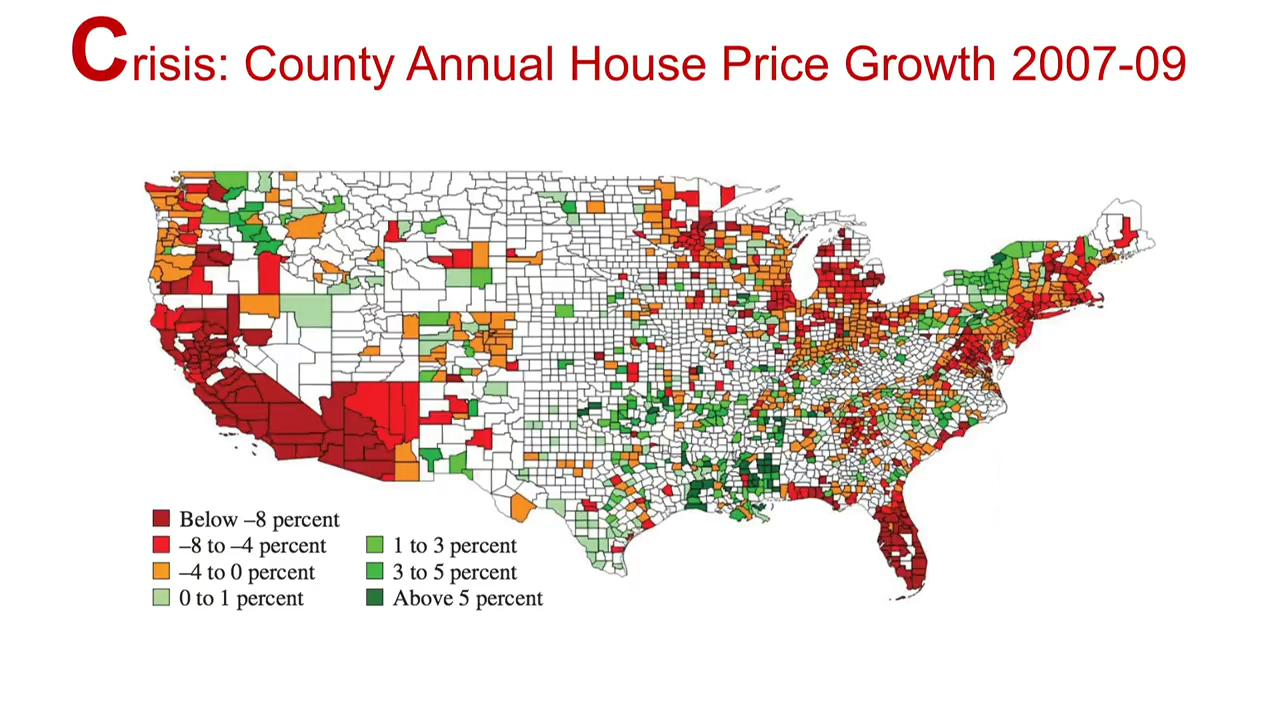 Crisis: County Annual House Price Growth 2007-09
Below –8 percent
–8 to –4 percent
–4 to 0 percent
0 to 1 percent
1 to 3 percent
3 to 5 percent
Above 5 percent